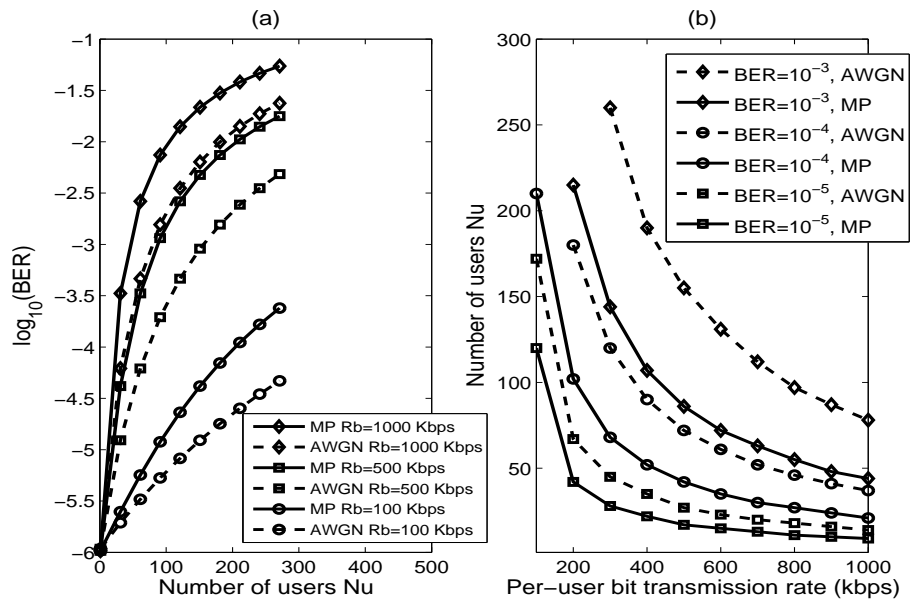 (a)
−1
−1.5
−2
−2.5
−3
−3.5
−4
−4.5
−5
−5.5
−6
log10(BER)
0 100 200 300 400 500
Number of users Nu
MP Rb=1000 Kbps
AWGN Rb=1000 Kbps
MP Rb=500 Kbps
AWGN Rb=500 Kbps
MP Rb=100 Kbps
AWGN Rb=100 Kbps
(b)
300
250
200
150
100
50
Number of users Nu
200 400 600 800 1000
Per−user bit transmission rate (kbps)
BER=10⁻³, AWGN
BER=10⁻³, MP
BER=10⁻⁴, AWGN
BER=10⁻⁴, MP
BER=10⁻⁵, AWGN
BER=10⁻⁵, MP